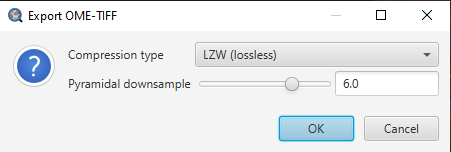 Export OME-TIFF
Compression type LZW (lossless)
Pyramidal downsample 6.0
OK Cancel